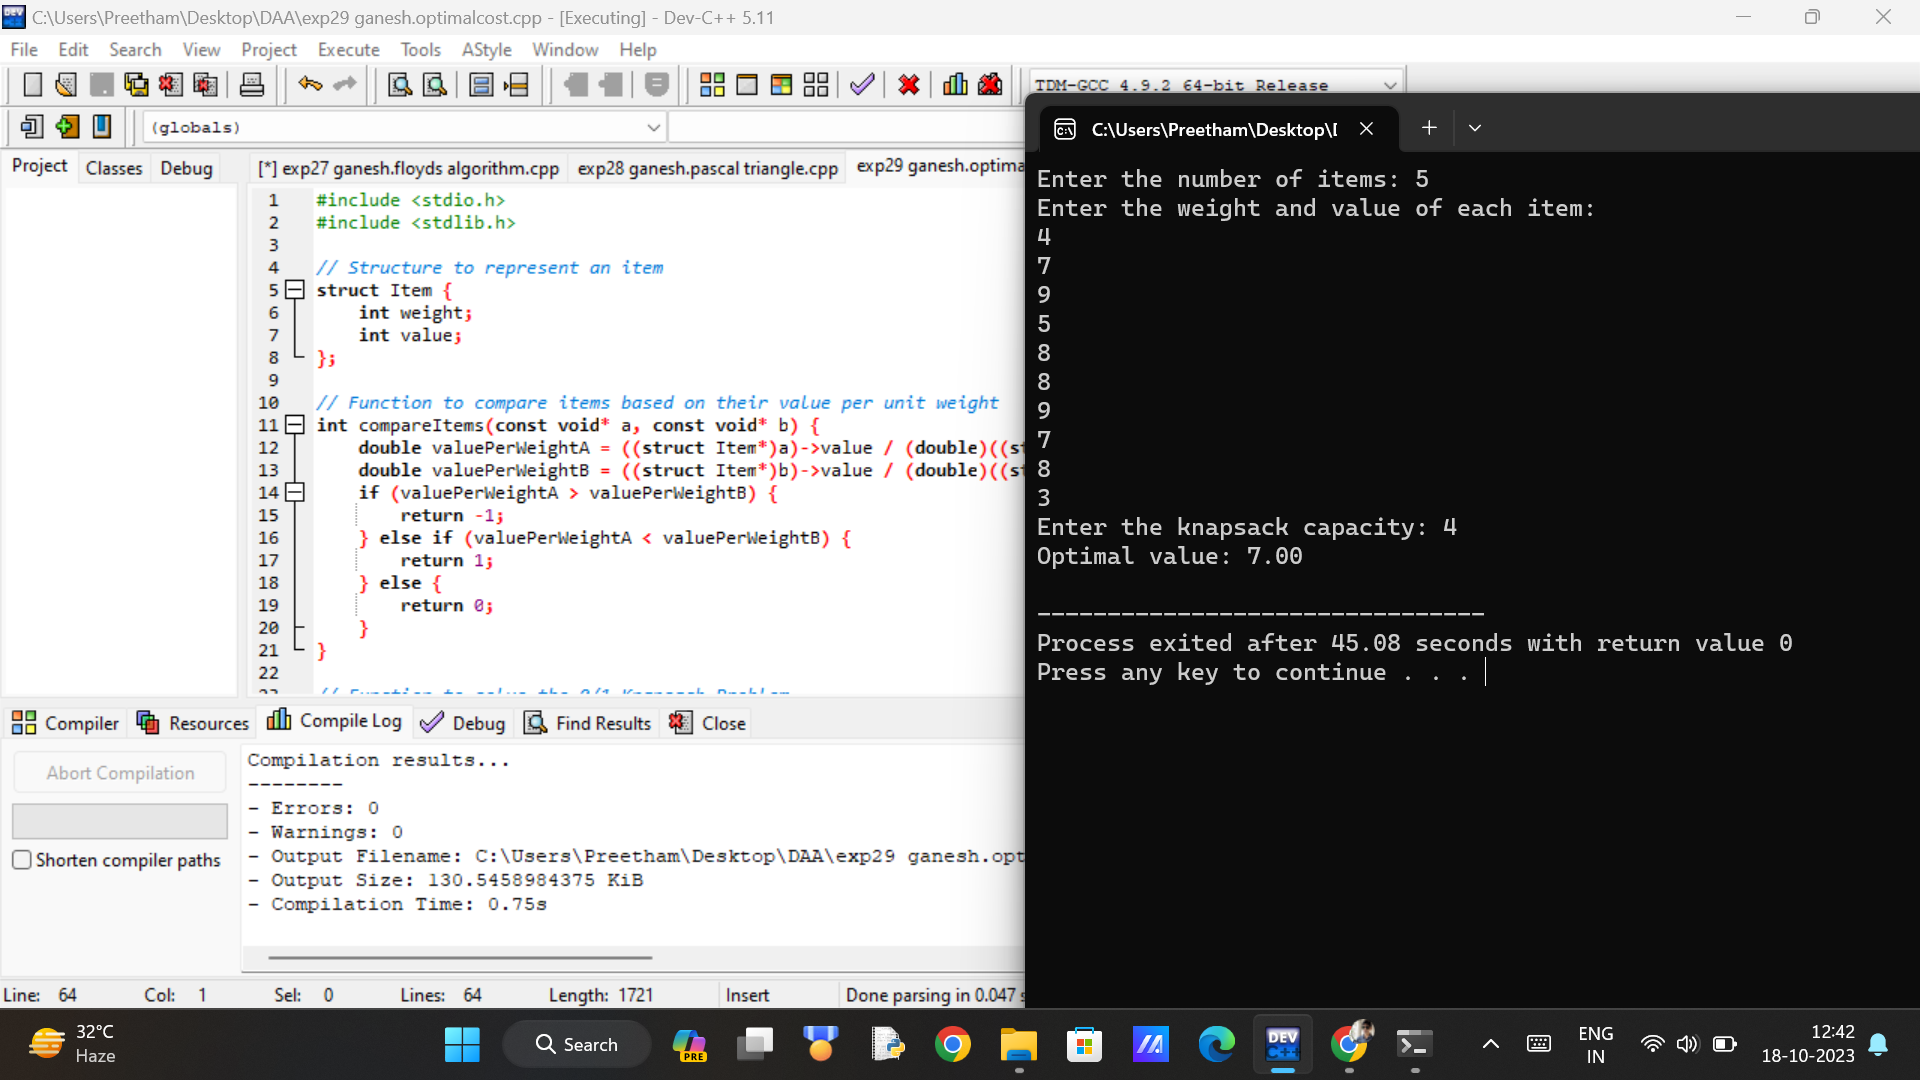 C:\Users\Preetham\Desktop\DAA\exp29 ganesh.optimalcost.cpp - [Executing] - Dev-C++ 5.11
File Edit Search View Project Execute Tools AStyle Window Help
TDM-GCC 4.9.2 64-bit Release
(globals)
Project Classes Debug
[*] exp27 ganesh.floyds algorithm.cpp exp28 ganesh.pascal triangle.cpp exp29 ganesh.optima
1 #include <stdio.h>
2 #include <stdlib.h>
3
4 // Structure to represent an item
5 struct Item {
6 int weight;
7 int value;
8 };
9
10 // Function to compare items based on their value per unit weight
11 int compareItems(const void* a, const void* b) {
12 double valuePerWeightA = ((struct Item*)a)->value / (double)((st
13 double valuePerWeightB = ((struct Item*)b)->value / (double)((st
14 if (valuePerWeightA > valuePerWeightB) {
15 return -1;
16 } else if (valuePerWeightA < valuePerWeightB) {
17 return 1;
18 } else {
19 return 0;
20 }
21 }
22
23 // Function to solve the 0/1 Knapsack Problem
Compiler Resources Compile Log Debug Find Results Close
Abort Compilation
Shorten compiler paths
Compilation results...
--------
- Errors: 0
- Warnings: 0
- Output Filename: C:\Users\Preetham\Desktop\DAA\exp29 ganesh.opt
- Output Size: 130.5458984375 KiB
- Compilation Time: 0.75s
Line: 64 Col: 1 Sel: 0 Lines: 64 Length: 1721 Insert Done parsing in 0.047 s
C:\Users\Preetham\Desktop\[
Enter the number of items: 5
Enter the weight and value of each item:
4
7
9
5
8
8
9
7
8
3
Enter the knapsack capacity: 4
Optimal value: 7.00
--------------------------------
Process exited after 45.08 seconds with return value 0
Press any key to continue . . .
32°C
Haze
Search
PRE
DEV
C++
ENG
IN
12:42
18-10-2023